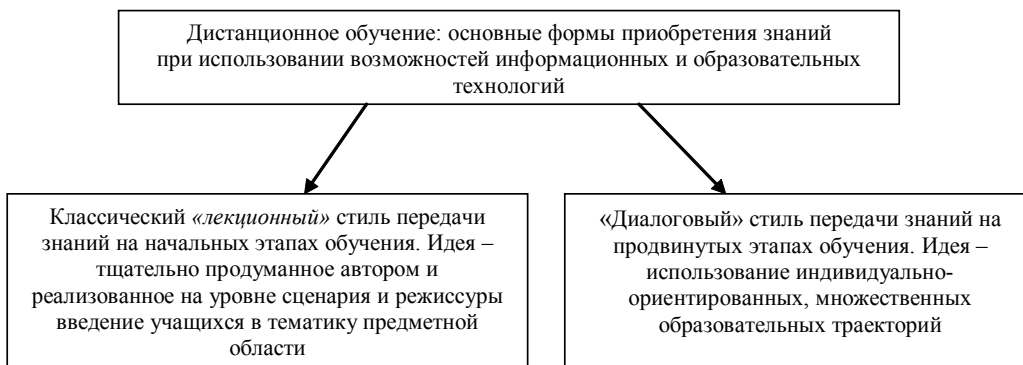 Дистанционное обучение: основные формы приобретения знаний
при использовании возможностей информационных и образовательных
технологий
Классический «лекционный» стиль передачи
знаний на начальных этапах обучения. Идея –
тщательно продуманное автором и
реализованное на уровне сценария и режиссуры
введение учащихся в тематику предметной
области
«Диалоговый» стиль передачи знаний на
продвинутых этапах обучения. Идея –
использование индивидуально-
ориентированных, множественных
образовательных траекторий